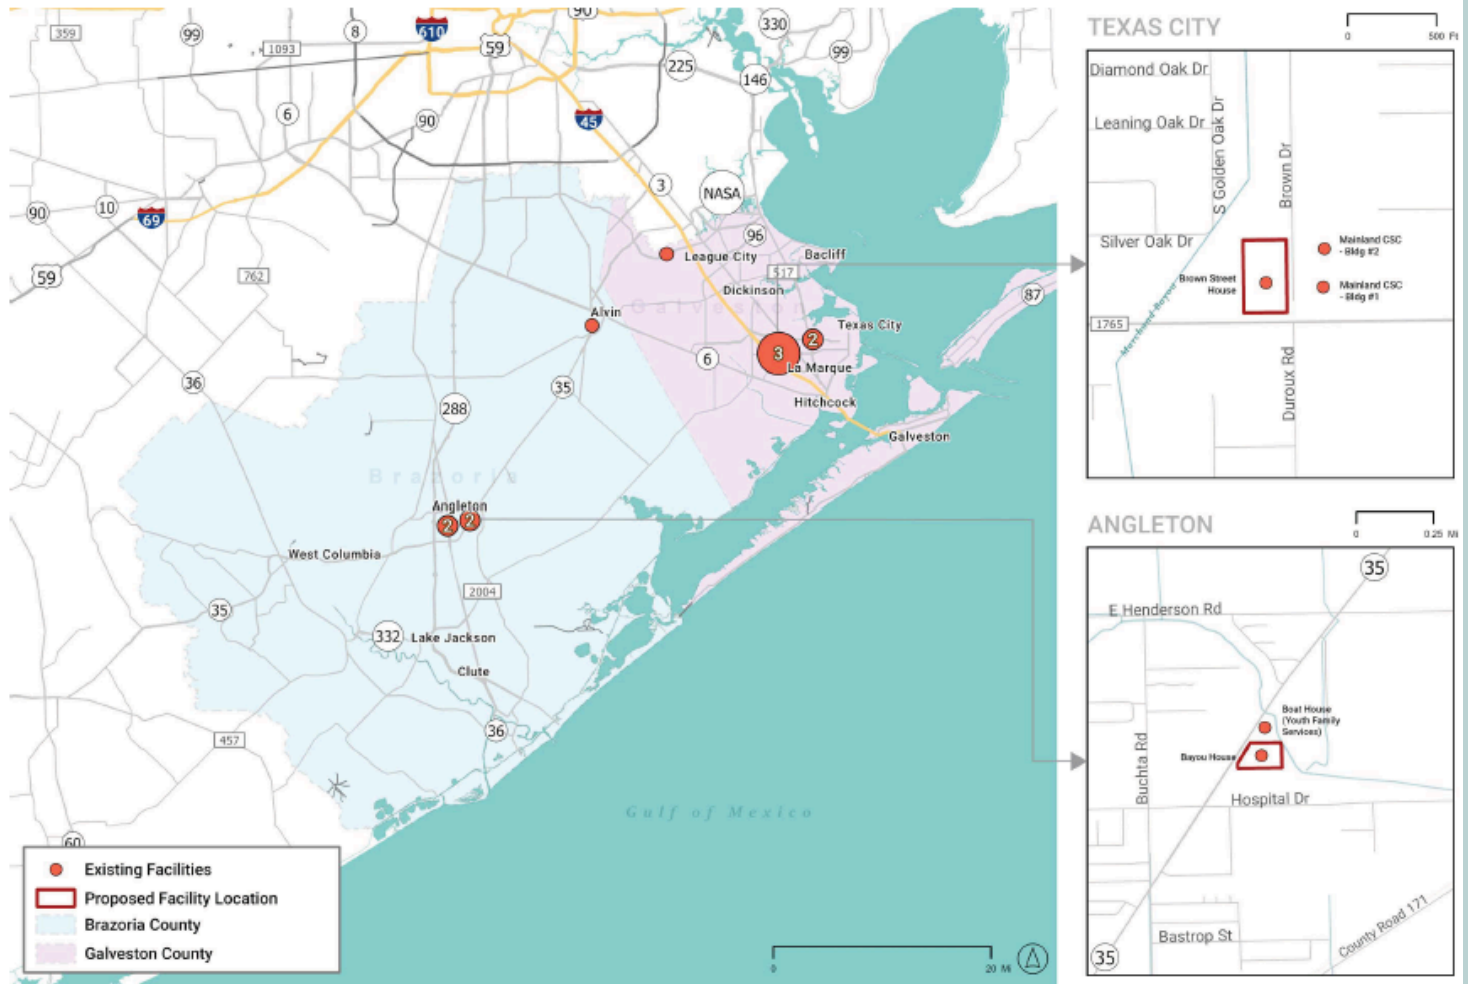 359
99
1093
8
610
59
90
330
99
225
146
6
90
45
3
NASA
90
10
69
59
762
96
Bacliff
League City
517
Dickinson
87
Galveston
Alvin
Texas City
2
3
La Marque
6
36
35
288
Hitchcock
Galveston
Brazoria
Angleton
2
2
West Columbia
2004
35
332
Lake Jackson
Clute
36
457
Gulf of Mexico
60
Existing Facilities
Proposed Facility Location
Brazoria County
Galveston County
0
20 Mi
TEXAS CITY
0
500 Ft
Diamond Oak Dr
Leaning Oak Dr
S Golden Oak Dr
Brown Dr
Silver Oak Dr
Mainland CSC
- Bldg #2
Brown Street
House
Mainland CSC
- Bldg #1
1765
Marchand Bayou
Duroux Rd
ANGLETON
0
0.25 Mi
35
E Henderson Rd
Boat House
(Youth Family
Services)
Bayou House
Buchta Rd
Hospital Dr
Bastrop St
County Road 171
35